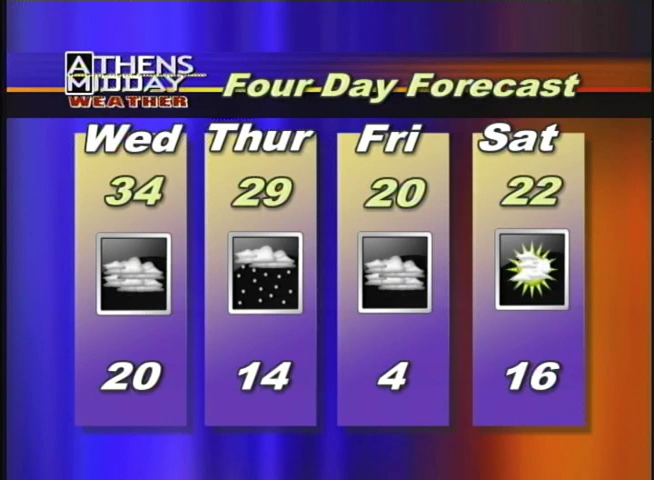 ATHENS
MIDDAY
WEATHER
Four Day Forecast
Wed Thur Fri Sat
34 29 20 22
20 14 4 16